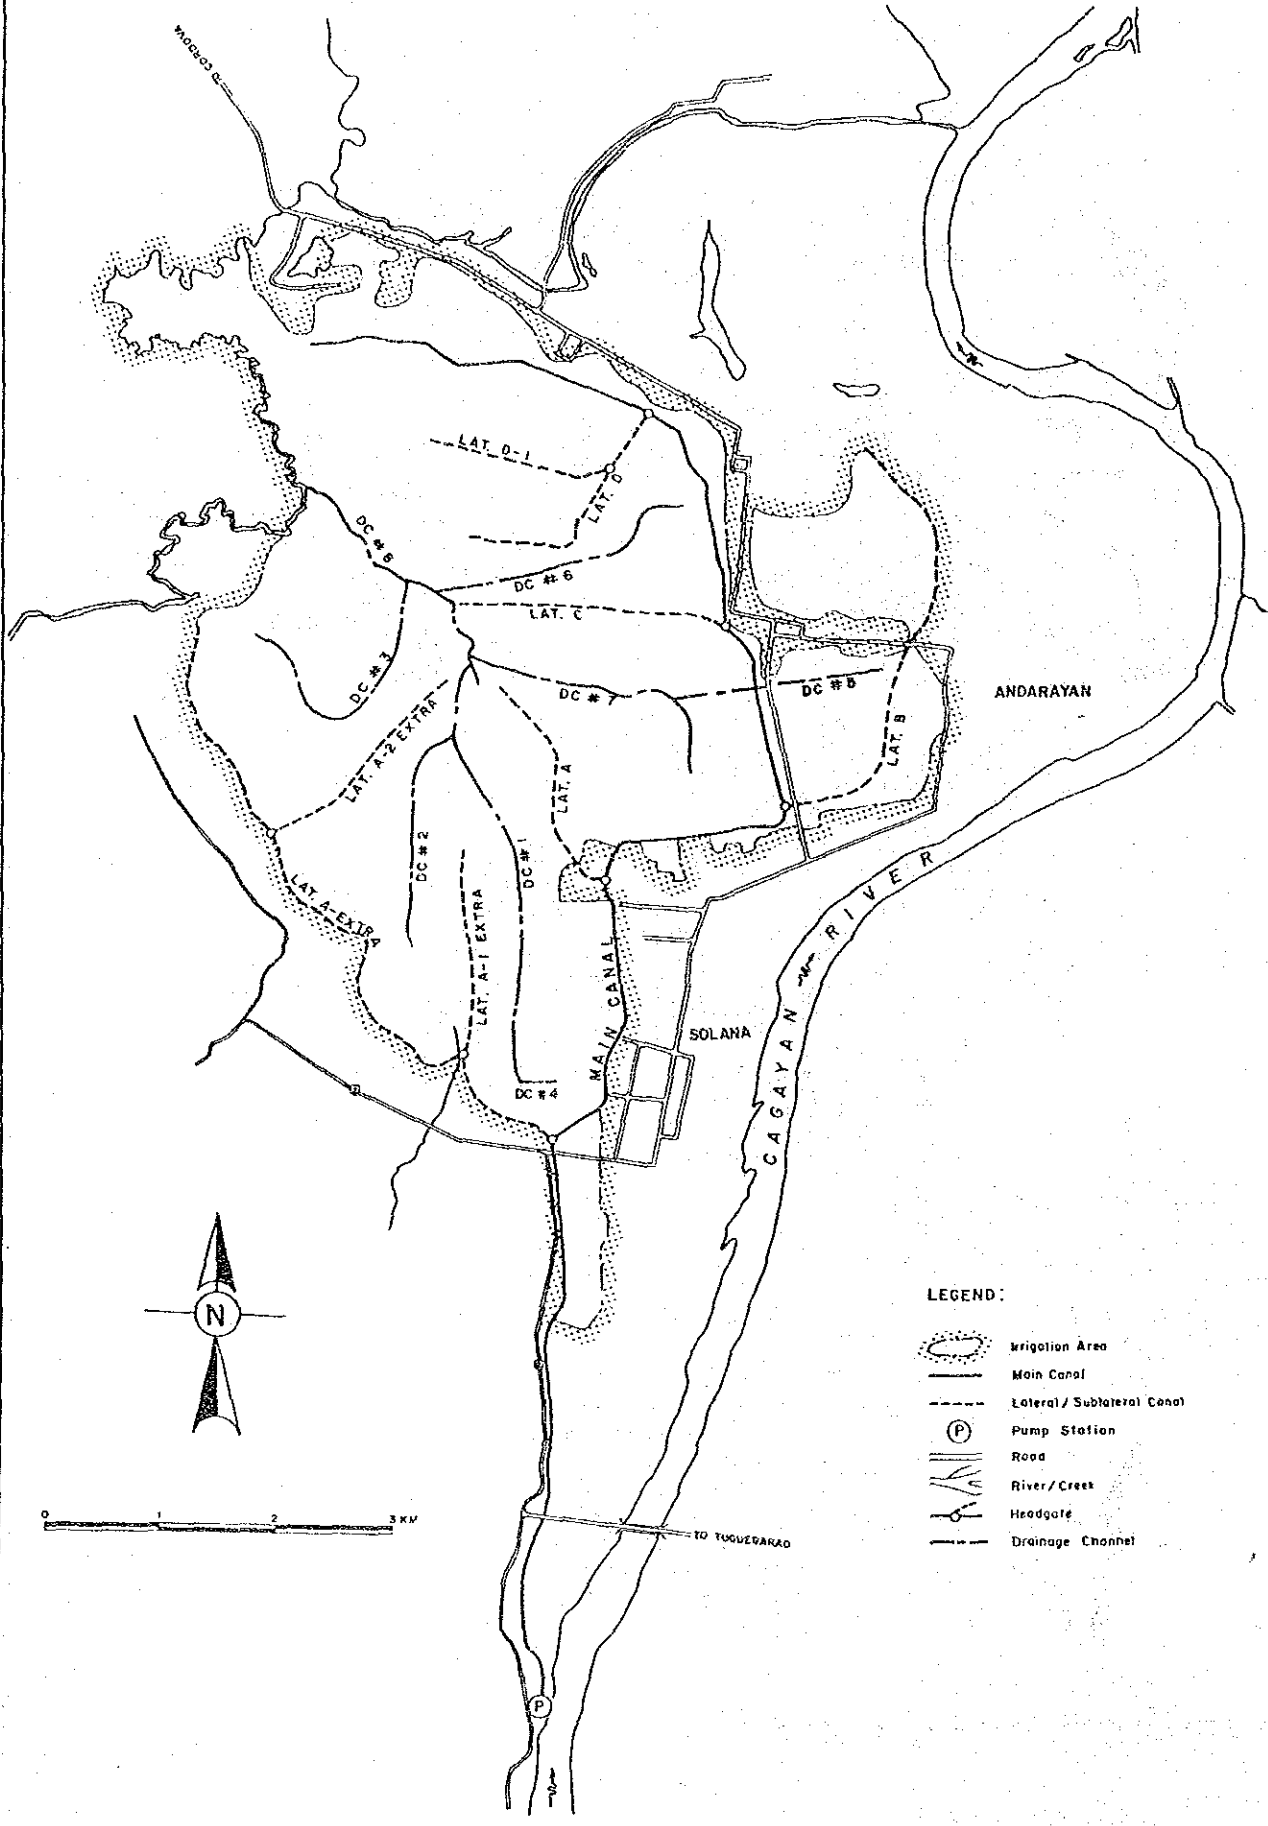 TO CORDOVA
LAT. D-1
LAT. D
DC # 8
DC # 6
LAT. C
DC # 3
DC # 7
DC # 5
ANDARAYAN
LAT. A-2 EXTRA
LAT. B
LAT. A
DC # 2
DC # 1
LAT. A-EXTRA
LAT. A-1 EXTRA
MAIN CANAL
SOLANA
DC # 4
CAGAYAN RIVER
N
0 1 2 3 KM
TO TUGUEGARAO
P
LEGEND:
Irrigation Area
Main Canal
Lateral / Sublateral Canal
P Pump Station
Road
River/Creek
Headgate
Drainage Channel